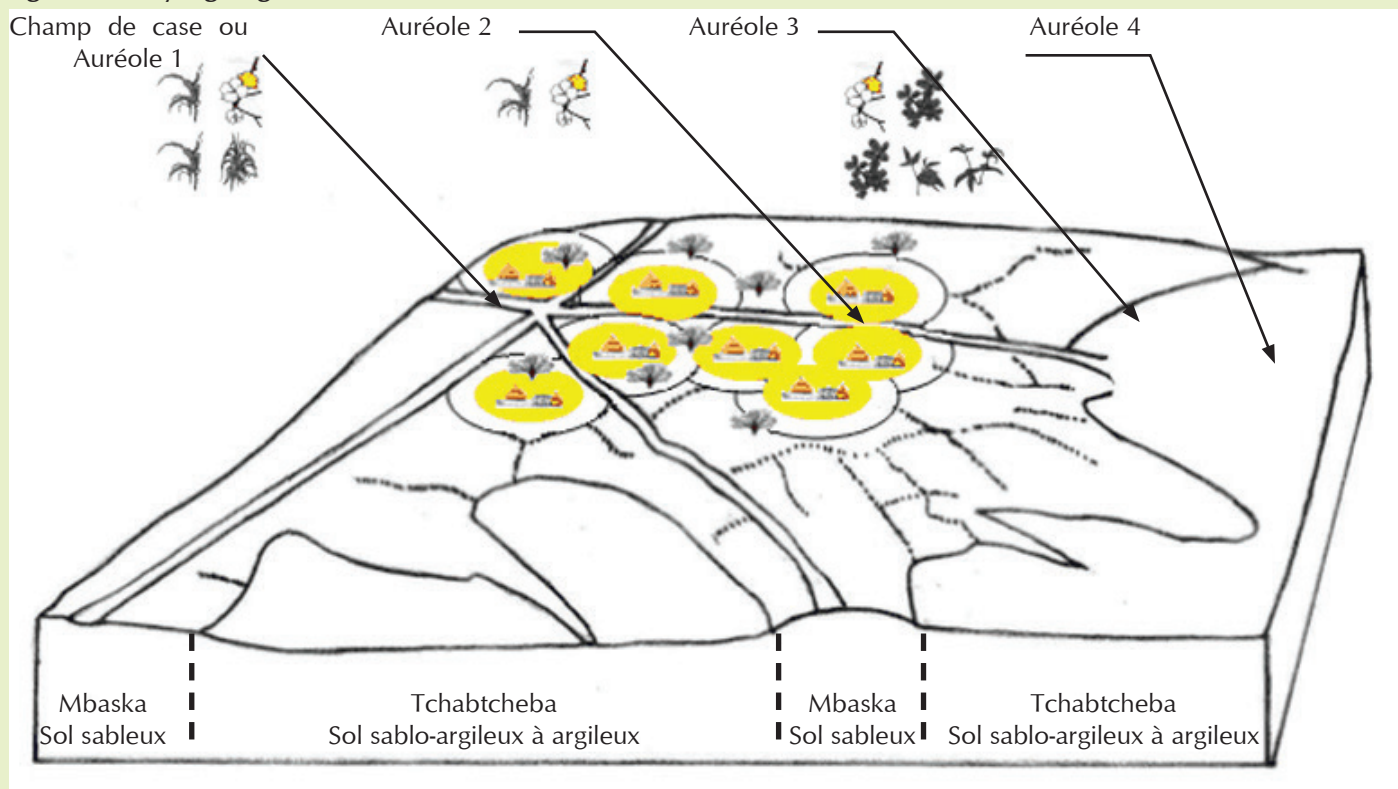 Champ de case ou
Auréole 1
Auréole 2
Auréole 3
Auréole 4
Mbaska
Sol sableux
Tchabtcheba
Sol sablo-argileux à argileux
Mbaska
Sol sableux
Tchabtcheba
Sol sablo-argileux à argileux